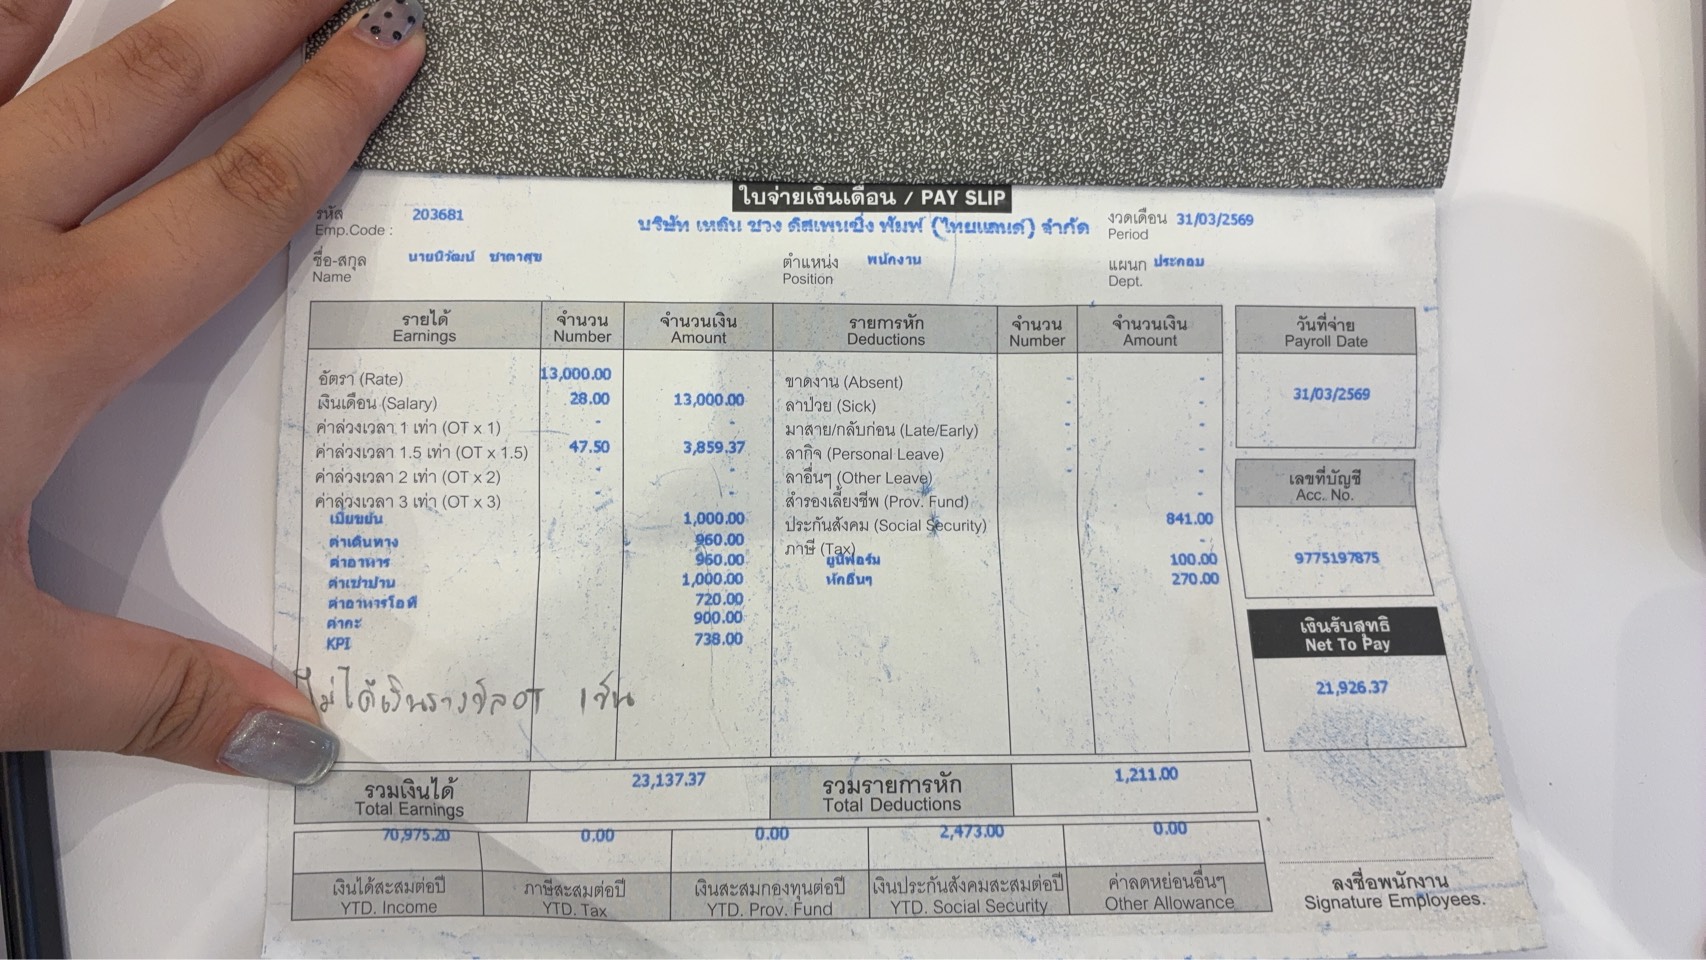 ใบจ่ายเงินเดือน / PAY SLIP
รหัส
Emp.Code :
203681
บริษัท เหลิน ชวง ดิสเพนซิ่ง พัมพ์ (ไทยแลนด์) จำกัด
งวดเดือน 31/03/2569
Period
ชื่อ-สกุล
Name
นายนิวัฒน์ ชาตาสุข
ตำแหน่ง พนักงาน
Position
แผนก ประกอบ
Dept.
รายได้ จำนวน จำนวนเงิน รายการหัก จำนวน จำนวนเงิน วันที่จ่าย
Earnings Number Amount Deductions Number Amount Payroll Date
อัตรา (Rate) 13,000.00 ขาดงาน (Absent) - - 31/03/2569
เงินเดือน (Salary) 28.00 13,000.00 ลาป่วย (Sick) - -
ค่าล่วงเวลา 1 เท่า (OT x 1) - - มาสาย/กลับก่อน (Late/Early) - -
ค่าล่วงเวลา 1.5 เท่า (OT x 1.5) 47.50 3,859.37 ลากิจ (Personal Leave) - -
ค่าล่วงเวลา 2 เท่า (OT x 2) - - ลาอื่นๆ (Other Leave) - - เลขที่บัญชี
Acc. No.
ค่าล่วงเวลา 3 เท่า (OT x 3) - - สำรองเลี้ยงชีพ (Prov. Fund) -
เบี้ยขยัน 1,000.00 ประกันสังคม (Social Security) 841.00
ค่าเดินทาง 960.00 ภาษี (Tax) -
ค่าอาหาร 960.00 ยูนิฟอร์ม 100.00 9775197875
ค่าเช่าบ้าน 1,000.00 หักอื่นๆ 270.00
ค่าอาหารโอที 720.00
ค่ากะ 900.00 เงินรับสุทธิ
KPI 738.00 Net To Pay
21,926.37
ไม่ได้เงินรางวัลOT
รวมเงินได้ 23,137.37 รวมรายการหัก 1,211.00
Total Earnings Total Deductions
70,975.20 0.00 0.00 2,473.00 0.00
เงินได้สะสมต่อปี ภาษีสะสมต่อปี เงินสะสมกองทุนต่อปี เงินประกันสังคมสะสมต่อปี ค่าลดหย่อนอื่นๆ ลงชื่อพนักงาน
YTD. Income YTD. Tax YTD. Prov. Fund YTD. Social Security Other Allowance Signature Employees.